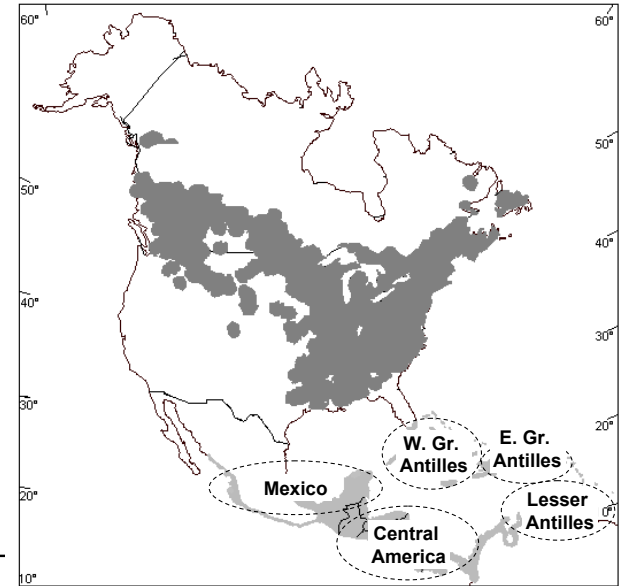 60°
60°
50°
50°
40°
40°
30°
30°
20°
20°
0°
10°
W. Gr.
Antilles
E. Gr.
Antilles
Mexico
Lesser
Antilles
Central
America